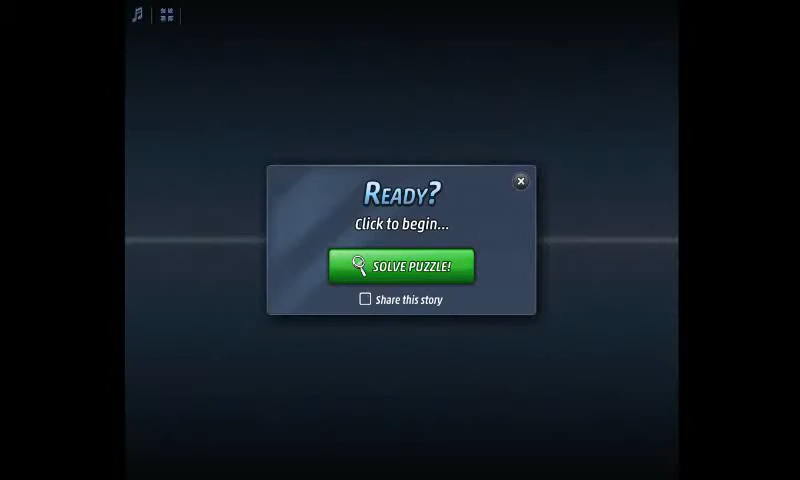 Ready?
Click to begin...
SOLVE PUZZLE!
Share this story